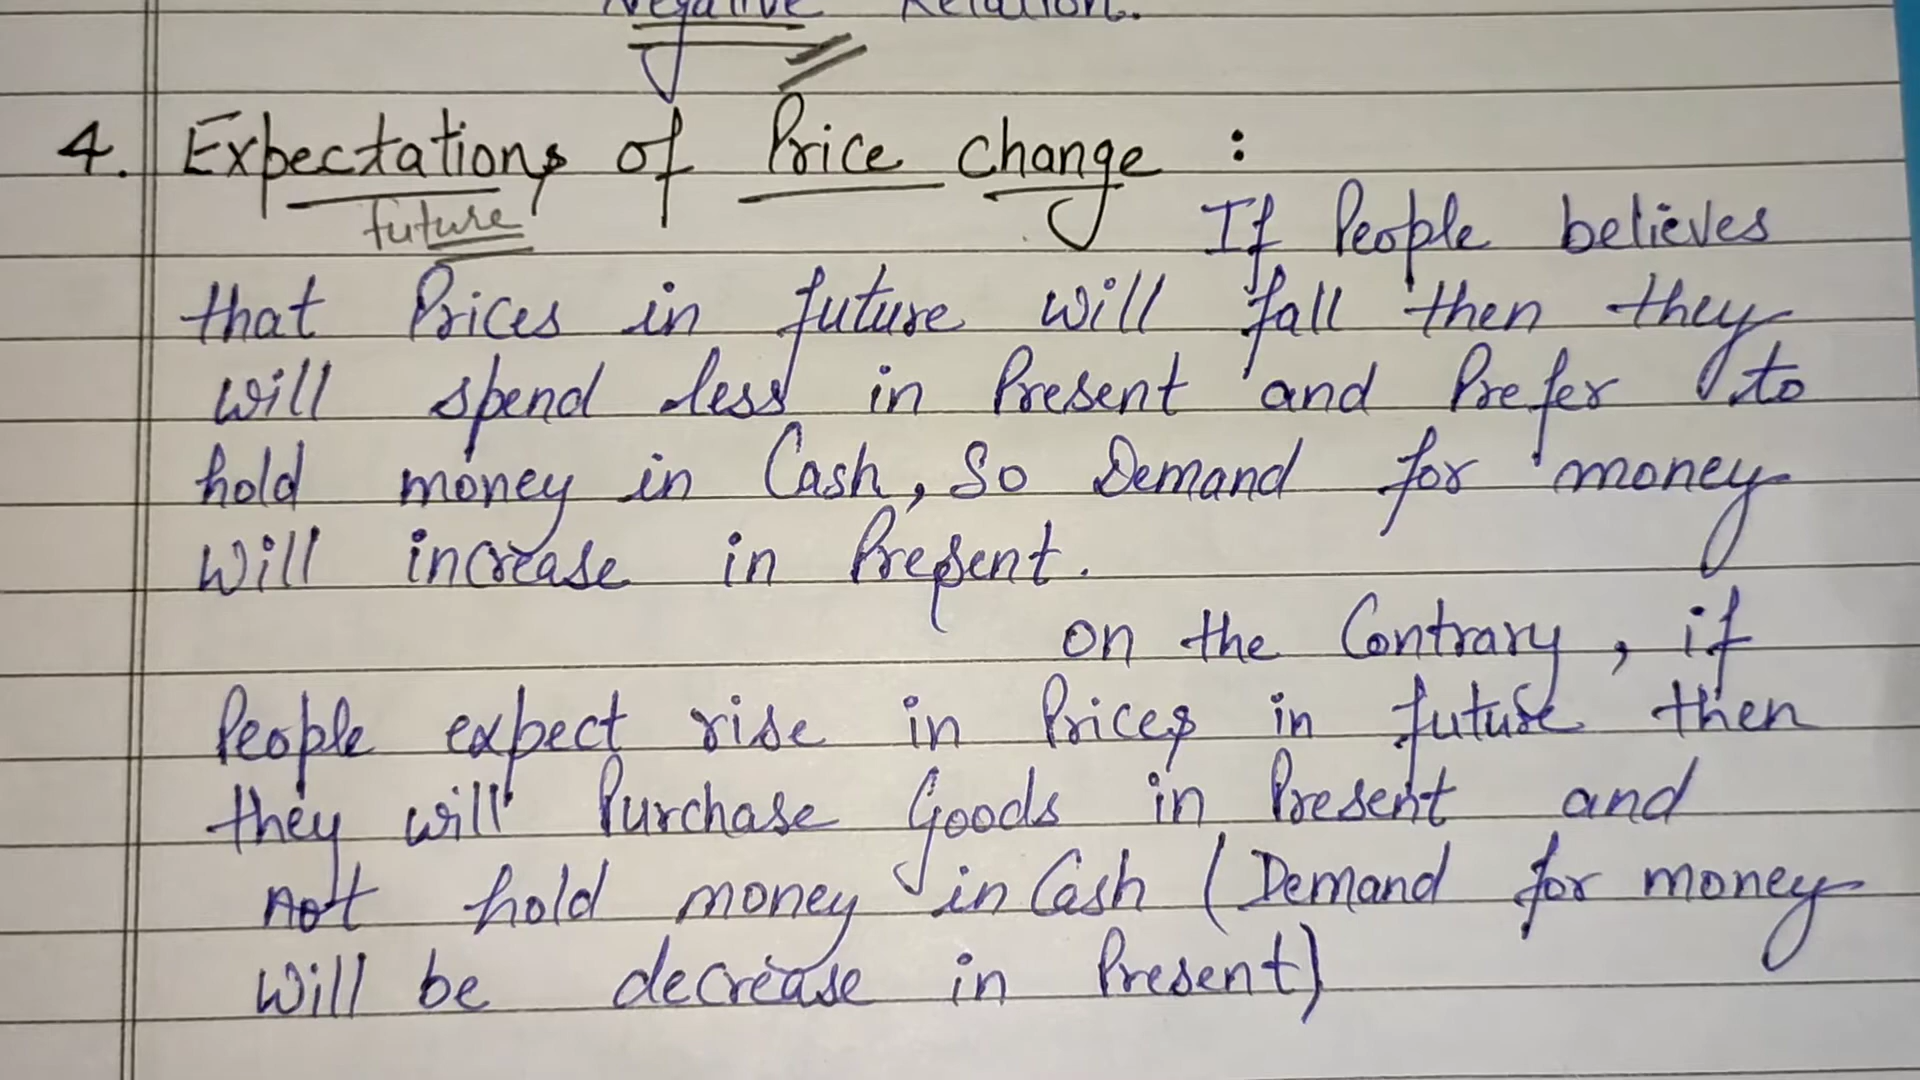 Negative Relation.
4. Expectations of Price change :
future
If People believes
that Prices in future will fall then they
will spend less in Present and Prefer to
hold money in Cash, So Demand for money
will increase in Present.
on the Contrary, if
People expect rise in Prices in future then
they will Purchase Goods in Present and
not hold money in Cash (Demand for money
will be decrease in Present)